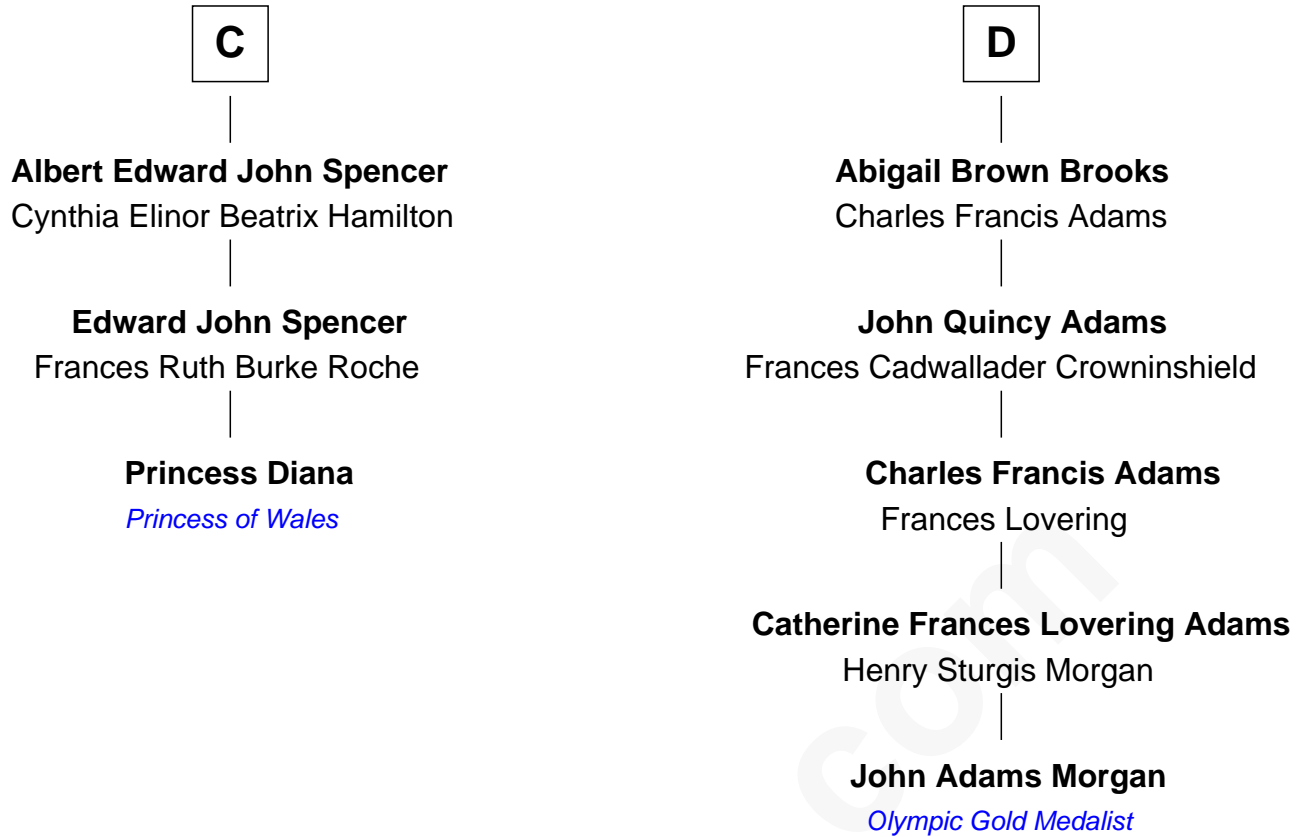 C
Albert Edward John Spencer
Cynthia Elinor Beatrix Hamilton
Edward John Spencer
Frances Ruth Burke Roche
Princess Diana
Princess of Wales
D
Abigail Brown Brooks
Charles Francis Adams
John Quincy Adams
Frances Cadwallader Crowninshield
Charles Francis Adams
Frances Lovering
Catherine Frances Lovering Adams
Henry Sturgis Morgan
John Adams Morgan
Olympic Gold Medalist
com